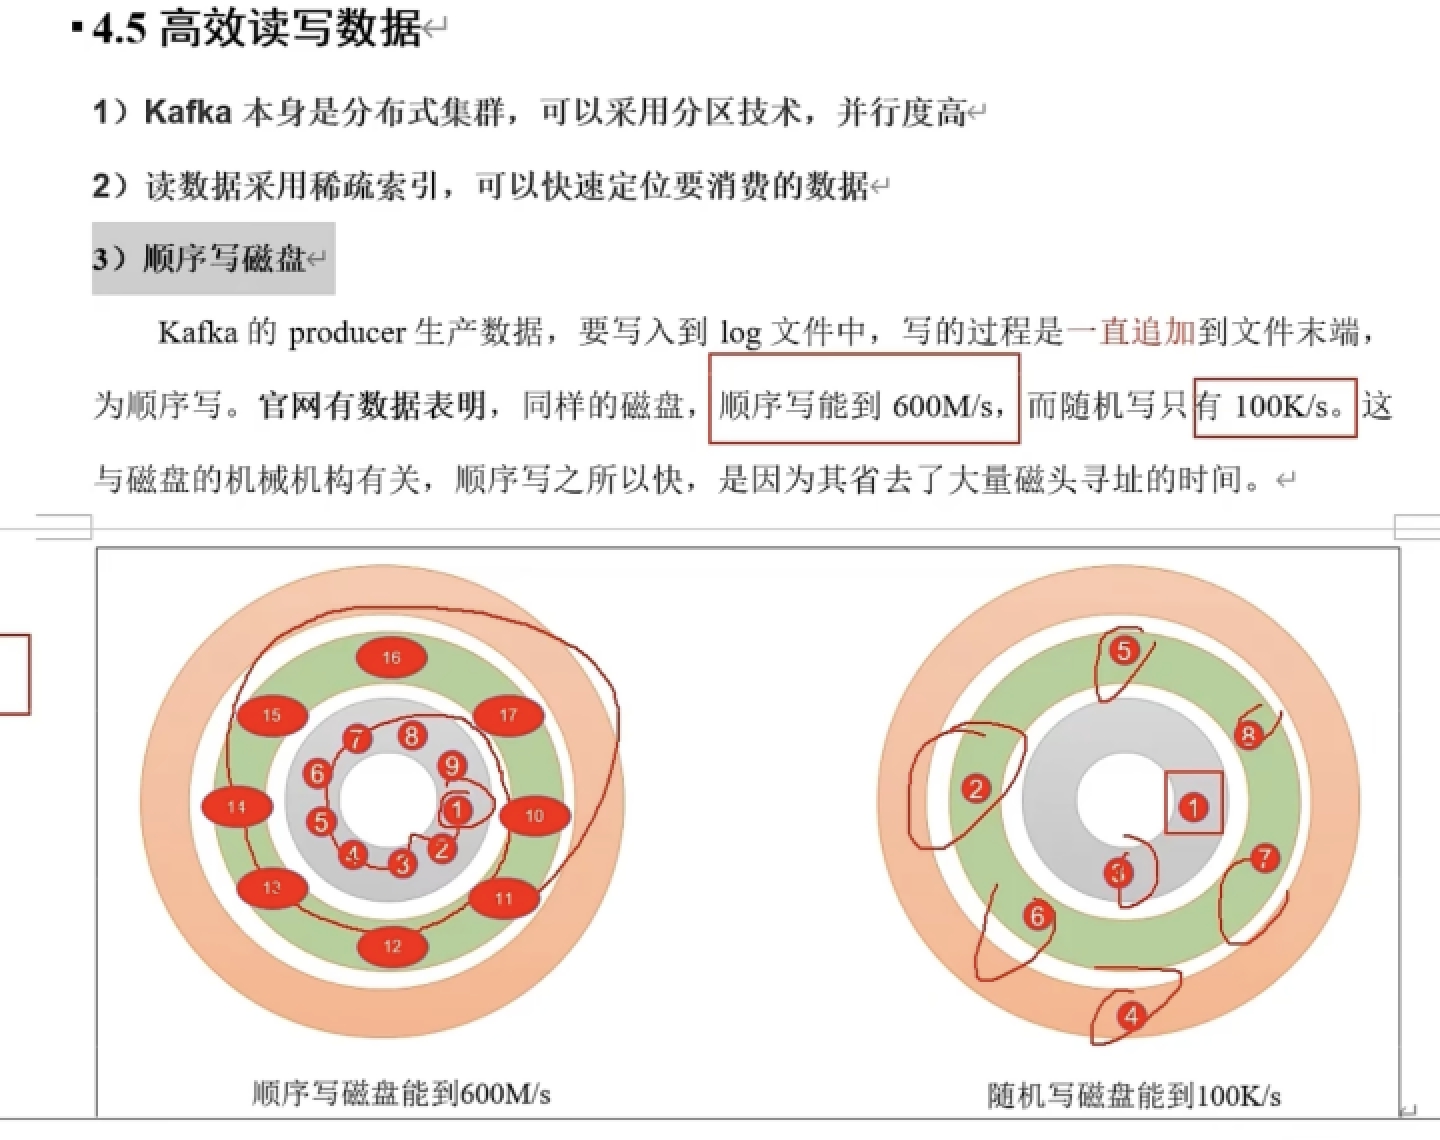 ▪4.5 高效读写数据↵
1）Kafka 本身是分布式集群，可以采用分区技术，并行度高↵
2）读数据采用稀疏索引，可以快速定位要消费的数据↵
3）顺序写磁盘↵
Kafka 的 producer 生产数据，要写入到 log 文件中，写的过程是一直追加到文件末端，
为顺序写。官网有数据表明，同样的磁盘，顺序写能到 600M/s，而随机写只有 100K/s。这
与磁盘的机械机构有关，顺序写之所以快，是因为其省去了大量磁头寻址的时间。↵
16
15
17
7
8
6
9
14
1
10
5
4
3
2
13
11
12
5
8
2
1
3
7
6
4
顺序写磁盘能到600M/s
随机写磁盘能到100K/s